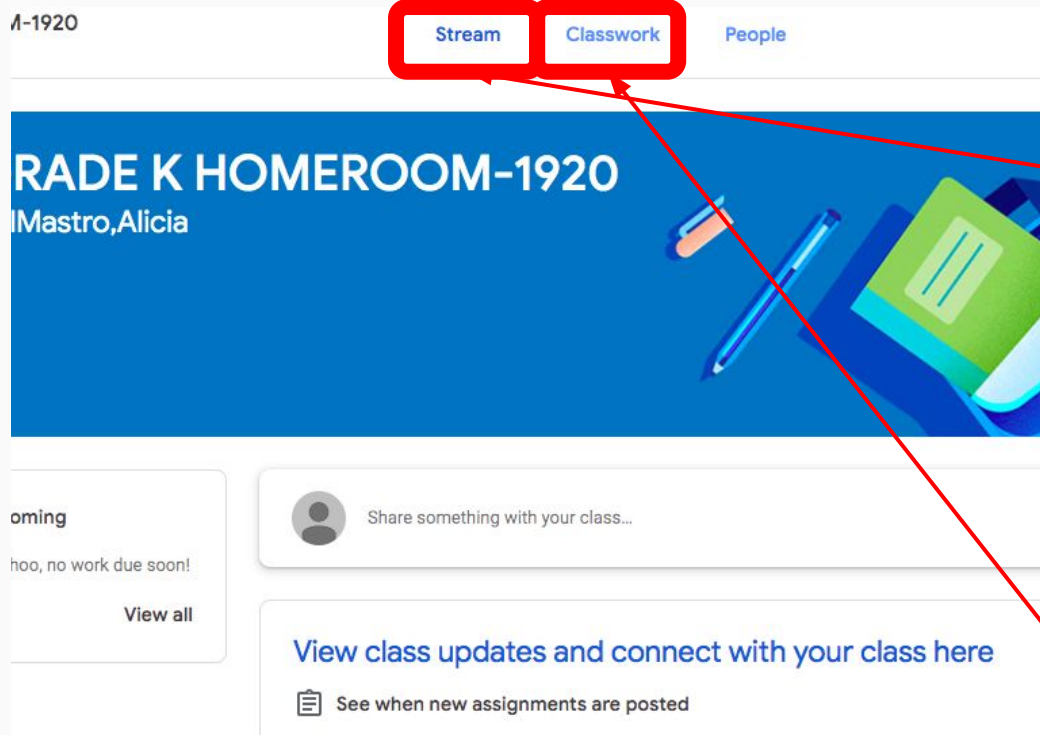 M-1920
Stream Classwork People
RADE K HOMEROOM-1920
lMastro,Alicia
oming
hoo, no work due soon!
View all
Share something with your class...
View class updates and connect with your class here
See when new assignments are posted